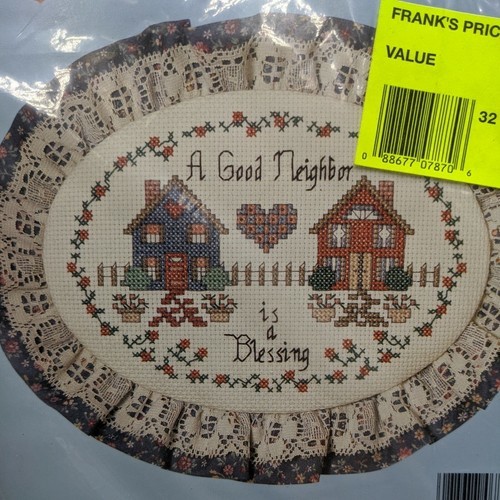 FRANK'S PRIC
VALUE
32
0 88677 07870 6
A Good Neighbor
is
a
Blessing